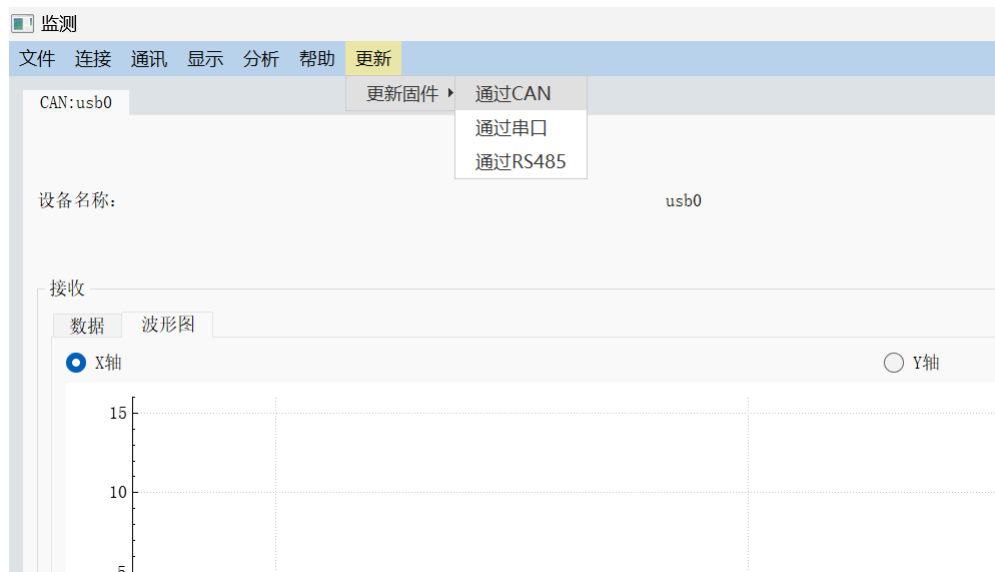 监测
文件 连接 通讯 显示 分析 帮助 更新
更新固件 通过CAN
通过串口
通过RS485
CAN:usb0
设备名称: usb0
接收
数据 波形图
X轴 Y轴
15
10
5